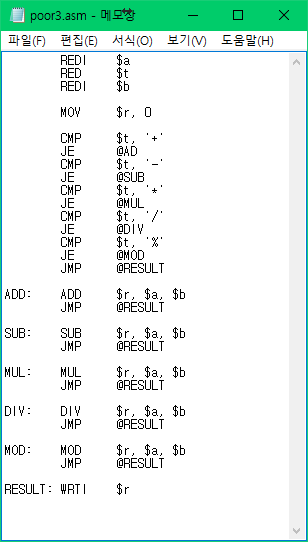 poor3.asm - 메모장
파일(F) 편집(E) 서식(O) 보기(V) 도움말(H)
REDI $a
RED $t
REDI $b
MOV $r, 0
CMP $t, '+'
JE @AD
CMP $t, '-'
JE @SUB
CMP $t, '*'
JE @MUL
CMP $t, '/'
JE @DIV
CMP $t, '%'
JE @MOD
JMP @RESULT
ADD: ADD $r, $a, $b
JMP @RESULT
SUB: SUB $r, $a, $b
JMP @RESULT
MUL: MUL $r, $a, $b
JMP @RESULT
DIV: DIV $r, $a, $b
JMP @RESULT
MOD: MOD $r, $a, $b
JMP @RESULT
RESULT: WRTI $r